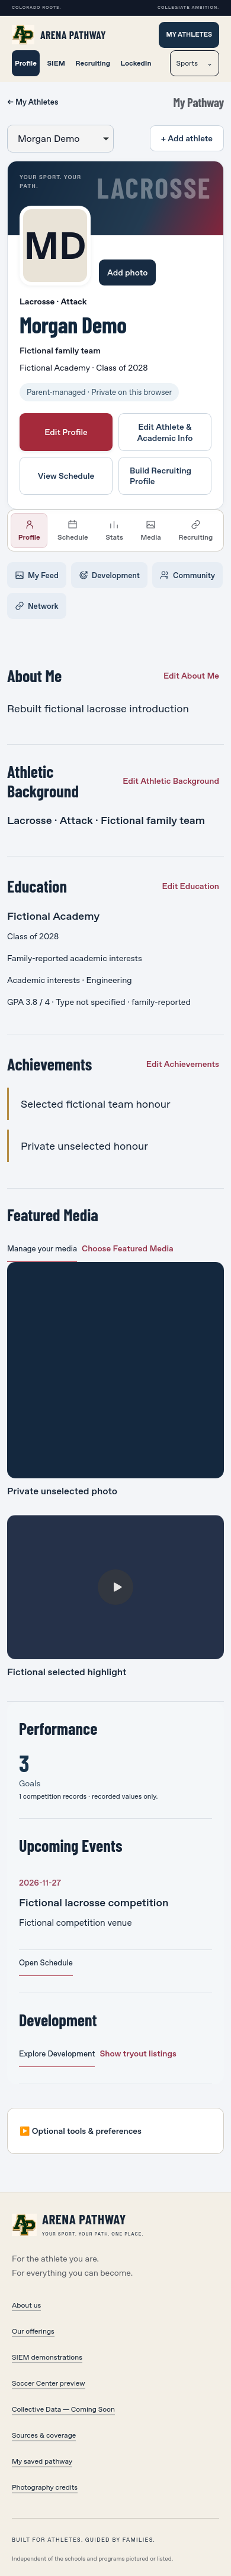 COLORADO ROOTS. COLLEGIATE AMBITION.
AP ARENA PATHWAY MY ATHLETES
Profile SIEM Recruiting LockedIn Sports
← My Athletes My Pathway
Morgan Demo + Add athlete
YOUR SPORT. YOUR PATH.
LACROSSE
MD
Add photo
Lacrosse · Attack
Morgan Demo
Fictional family team
Fictional Academy · Class of 2028
Parent-managed · Private on this browser
Edit Profile
Edit Athlete & Academic Info
View Schedule
Build Recruiting Profile
Profile Schedule Stats Media Recruiting
My Feed Development Community
Network
About Me Edit About Me
Rebuilt fictional lacrosse introduction
Athletic Background Edit Athletic Background
Lacrosse · Attack · Fictional family team
Education Edit Education
Fictional Academy
Class of 2028
Family-reported academic interests
Academic interests · Engineering
GPA 3.8 / 4 · Type not specified · family-reported
Achievements Edit Achievements
Selected fictional team honour
Private unselected honour
Featured Media
Manage your media Choose Featured Media
Private unselected photo
Fictional selected highlight
Performance
3
Goals
1 competition records · recorded values only.
Upcoming Events
2026-11-27
Fictional lacrosse competition
Fictional competition venue
Open Schedule
Development
Explore Development Show tryout listings
Optional tools & preferences
AP ARENA PATHWAY
YOUR SPORT. YOUR PATH. ONE PLACE.
For the athlete you are.
For everything you can become.
About us
Our offerings
SIEM demonstrations
Soccer Center preview
Collective Data — Coming Soon
Sources & coverage
My saved pathway
Photography credits
BUILT FOR ATHLETES. GUIDED BY FAMILIES.
Independent of the schools and programs pictured or listed.